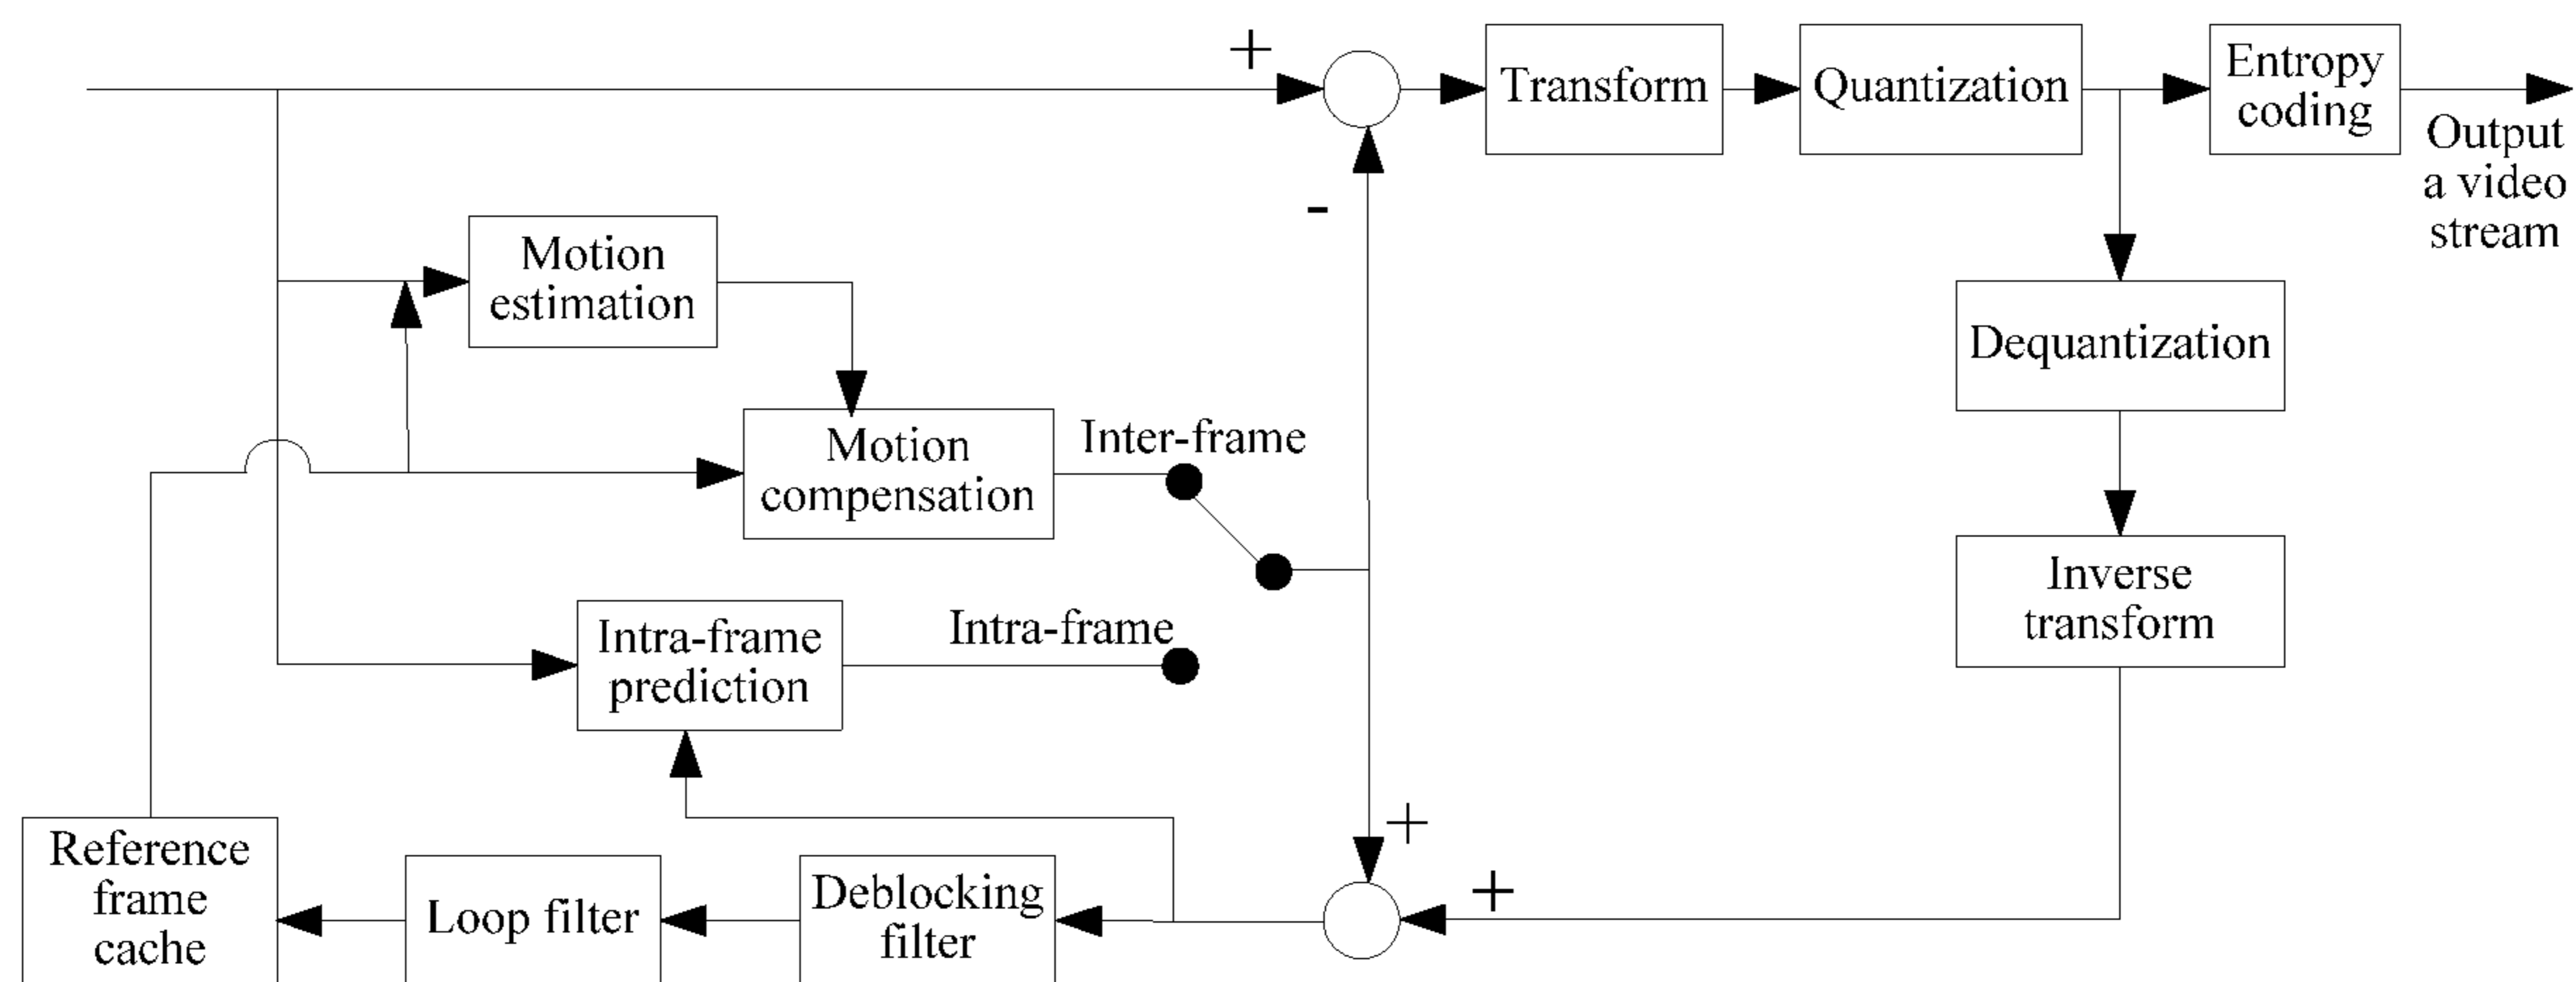 +
Transform
Quantization
Entropy
coding
Output
a video
stream
-
Motion
estimation
Dequantization
Motion
compensation
Inter-frame
Inverse
transform
Intra-frame
prediction
Intra-frame
+
+
Reference
frame
cache
Loop filter
Deblocking
filter